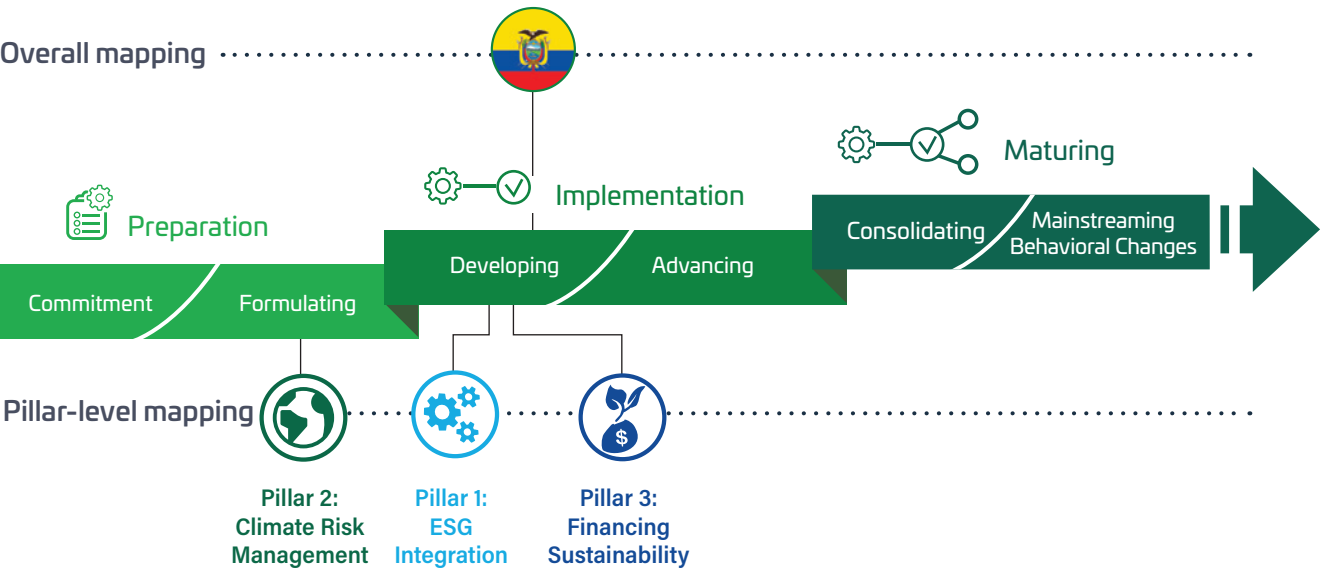 Overall mapping
Preparation
Implementation
Maturing
Commitment
Formulating
Developing
Advancing
Consolidating
Mainstreaming
Behavioral Changes
Pillar-level mapping
$
Pillar 2:
Climate Risk
Management
Pillar 1:
ESG
Integration
Pillar 3:
Financing
Sustainability